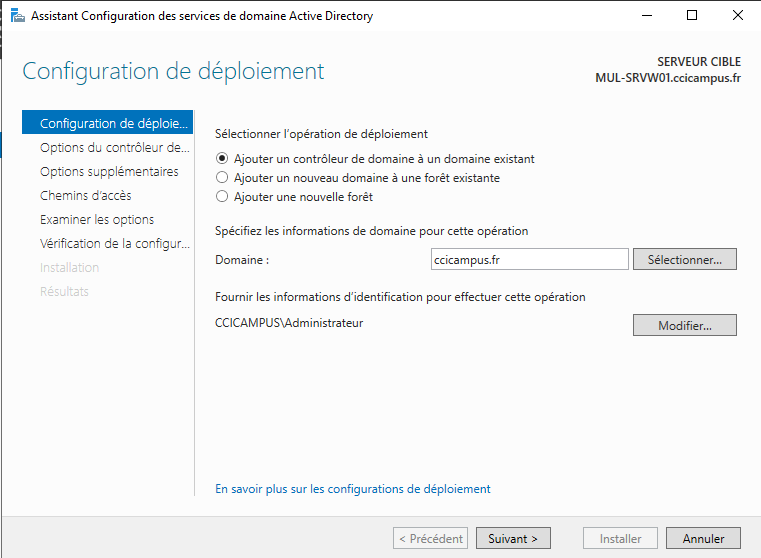 Assistant Configuration des services de domaine Active Directory
Configuration de déploiement
SERVEUR CIBLE
MUL-SRVW01.ccicampus.fr
Configuration de déploie...
Options du contrôleur de...
Options supplémentaires
Chemins d'accès
Examiner les options
Vérification de la configur...
Installation
Résultats
Sélectionner l'opération de déploiement
Ajouter un contrôleur de domaine à un domaine existant
Ajouter un nouveau domaine à une forêt existante
Ajouter une nouvelle forêt
Spécifiez les informations de domaine pour cette opération
Domaine : ccicampus.fr Sélectionner...
Fournir les informations d'identification pour effectuer cette opération
CCICAMPUS\Administrateur Modifier...
En savoir plus sur les configurations de déploiement
< Précédent Suivant > Installer Annuler